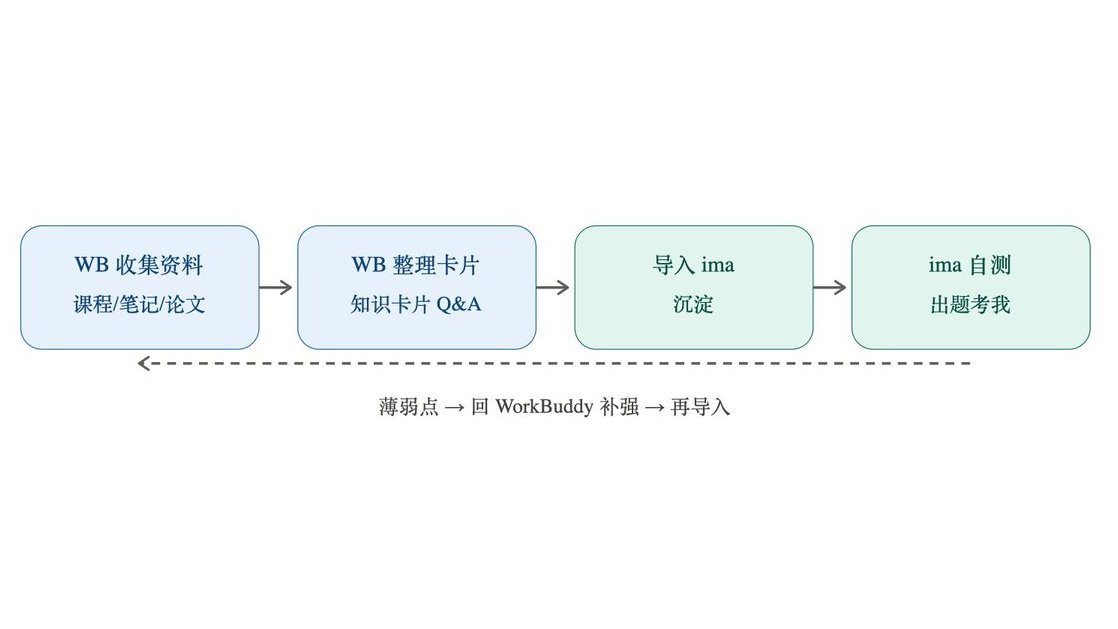 WB 收集资料
课程/笔记/论文
WB 整理卡片
知识卡片 Q&A
导入 ima
沉淀
ima 自测
出题考我
薄弱点 → 回 WorkBuddy 补强 → 再导入